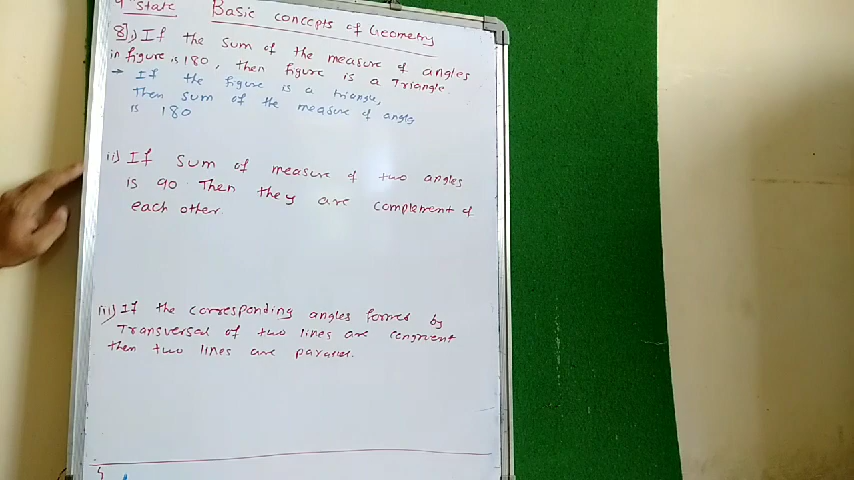 9th state Basic concepts of Geometry
8] i) If the sum of the measure of angles
in figure is 180, then figure is a Triangle.
→ If the figure is a triangle,
Then sum of the measure of angles
is 180
ii) If sum of measure of two angles
is 90. Then they are complement of
each other.
iii) If the corresponding angles formed by
Transversal of two lines are congruent
then two lines are parallel.